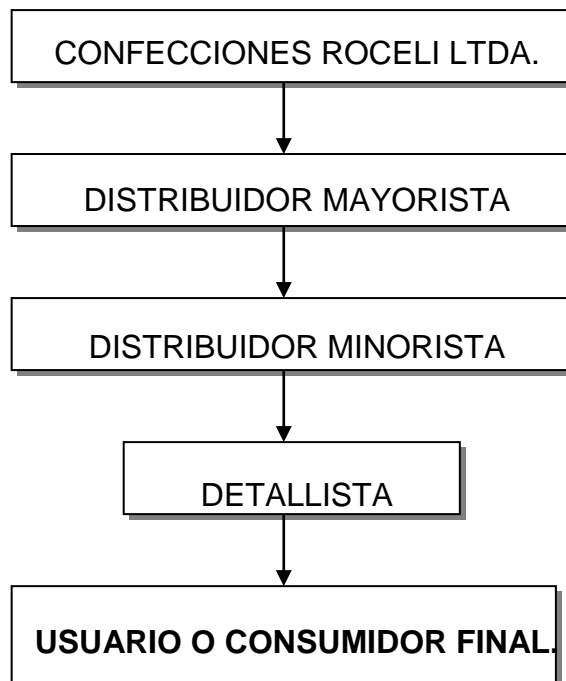 CONFECCIONES ROCELI LTDA.
DISTRIBUIDOR MAYORISTA
DISTRIBUIDOR MINORISTA
DETALLISTA
USUARIO O CONSUMIDOR FINAL.